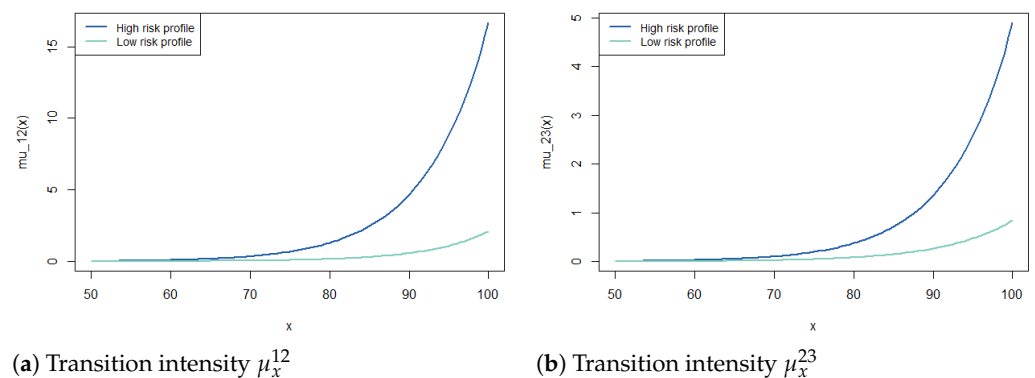 High risk profile
Low risk profile
mu_12(x)
0
5
10
15
50 60 70 80 90 100
x
High risk profile
Low risk profile
mu_23(x)
0
1
2
3
4
5
50 60 70 80 90 100
x
(a) Transition intensity μ_x^{12}
(b) Transition intensity μ_x^{23}